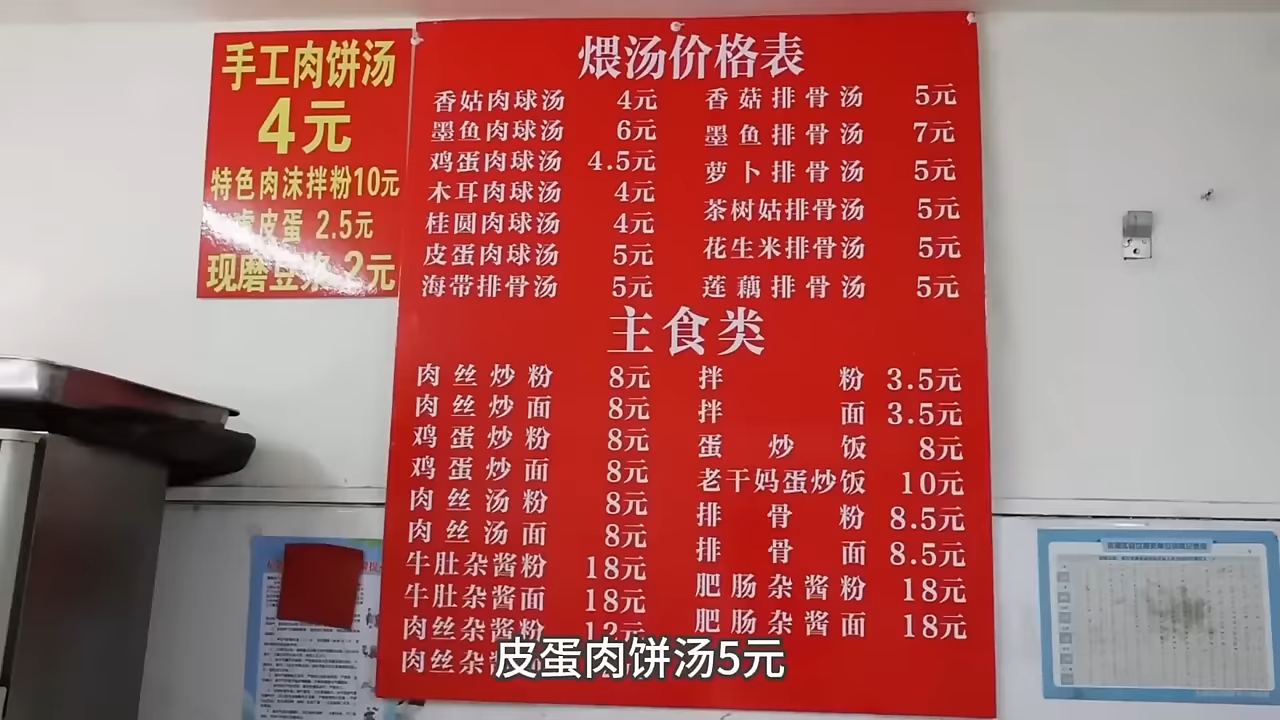 手工肉饼汤
4元
特色肉沫拌粉10元
皮蛋 2.5元
现磨豆浆 2元
煨汤价格表
香姑肉球汤 4元
墨鱼肉球汤 6元
鸡蛋肉球汤 4.5元
木耳肉球汤 4元
桂圆肉球汤 4元
皮蛋肉球汤 5元
海带排骨汤 5元
香菇排骨汤 5元
墨鱼排骨汤 7元
萝卜排骨汤 5元
茶树姑排骨汤 5元
花生米排骨汤 5元
莲藕排骨汤 5元
主食类
肉丝炒粉 8元
肉丝炒面 8元
鸡蛋炒粉 8元
鸡蛋炒面 8元
肉丝汤粉 8元
肉丝汤面 8元
牛肚杂酱粉 18元
牛肚杂酱面 18元
肉丝杂酱粉 12元
肉丝杂
拌粉 3.5元
拌面 3.5元
蛋炒饭 8元
老干妈蛋炒饭 10元
排骨粉 8.5元
排骨面 8.5元
肥肠杂酱粉 18元
肥肠杂酱面 18元
皮蛋肉饼汤5元